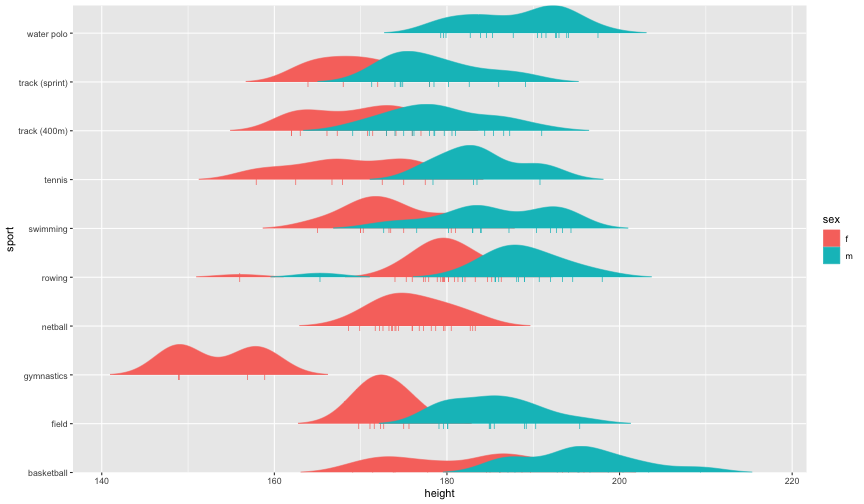 sport
water polo
track (sprint)
track (400m)
tennis
swimming
rowing
netball
gymnastics
field
basketball
140
160
180
200
220
height
sex
f
m